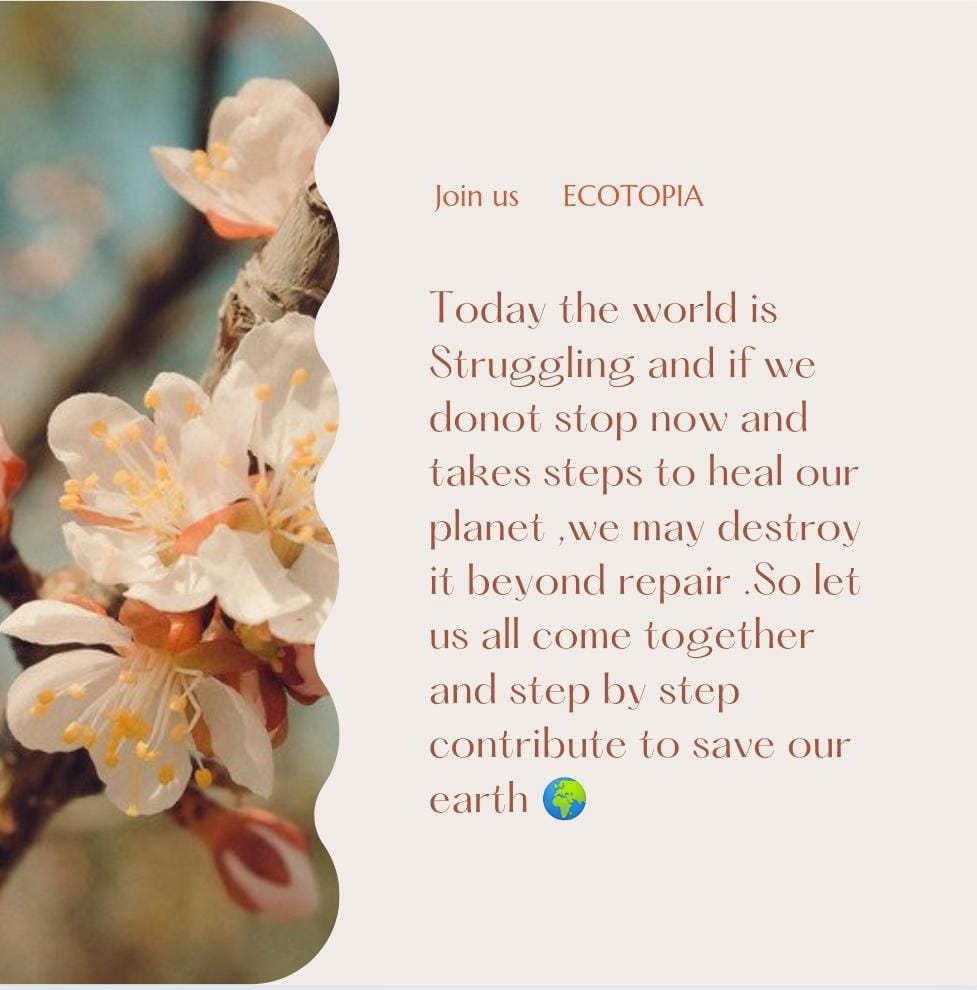 Join us ECOTOPIA
Today the world is
Struggling and if we
donot stop now and
takes steps to heal our
planet ,we may destroy
it beyond repair .So let
us all come together
and step by step
contribute to save our
earth 🌍